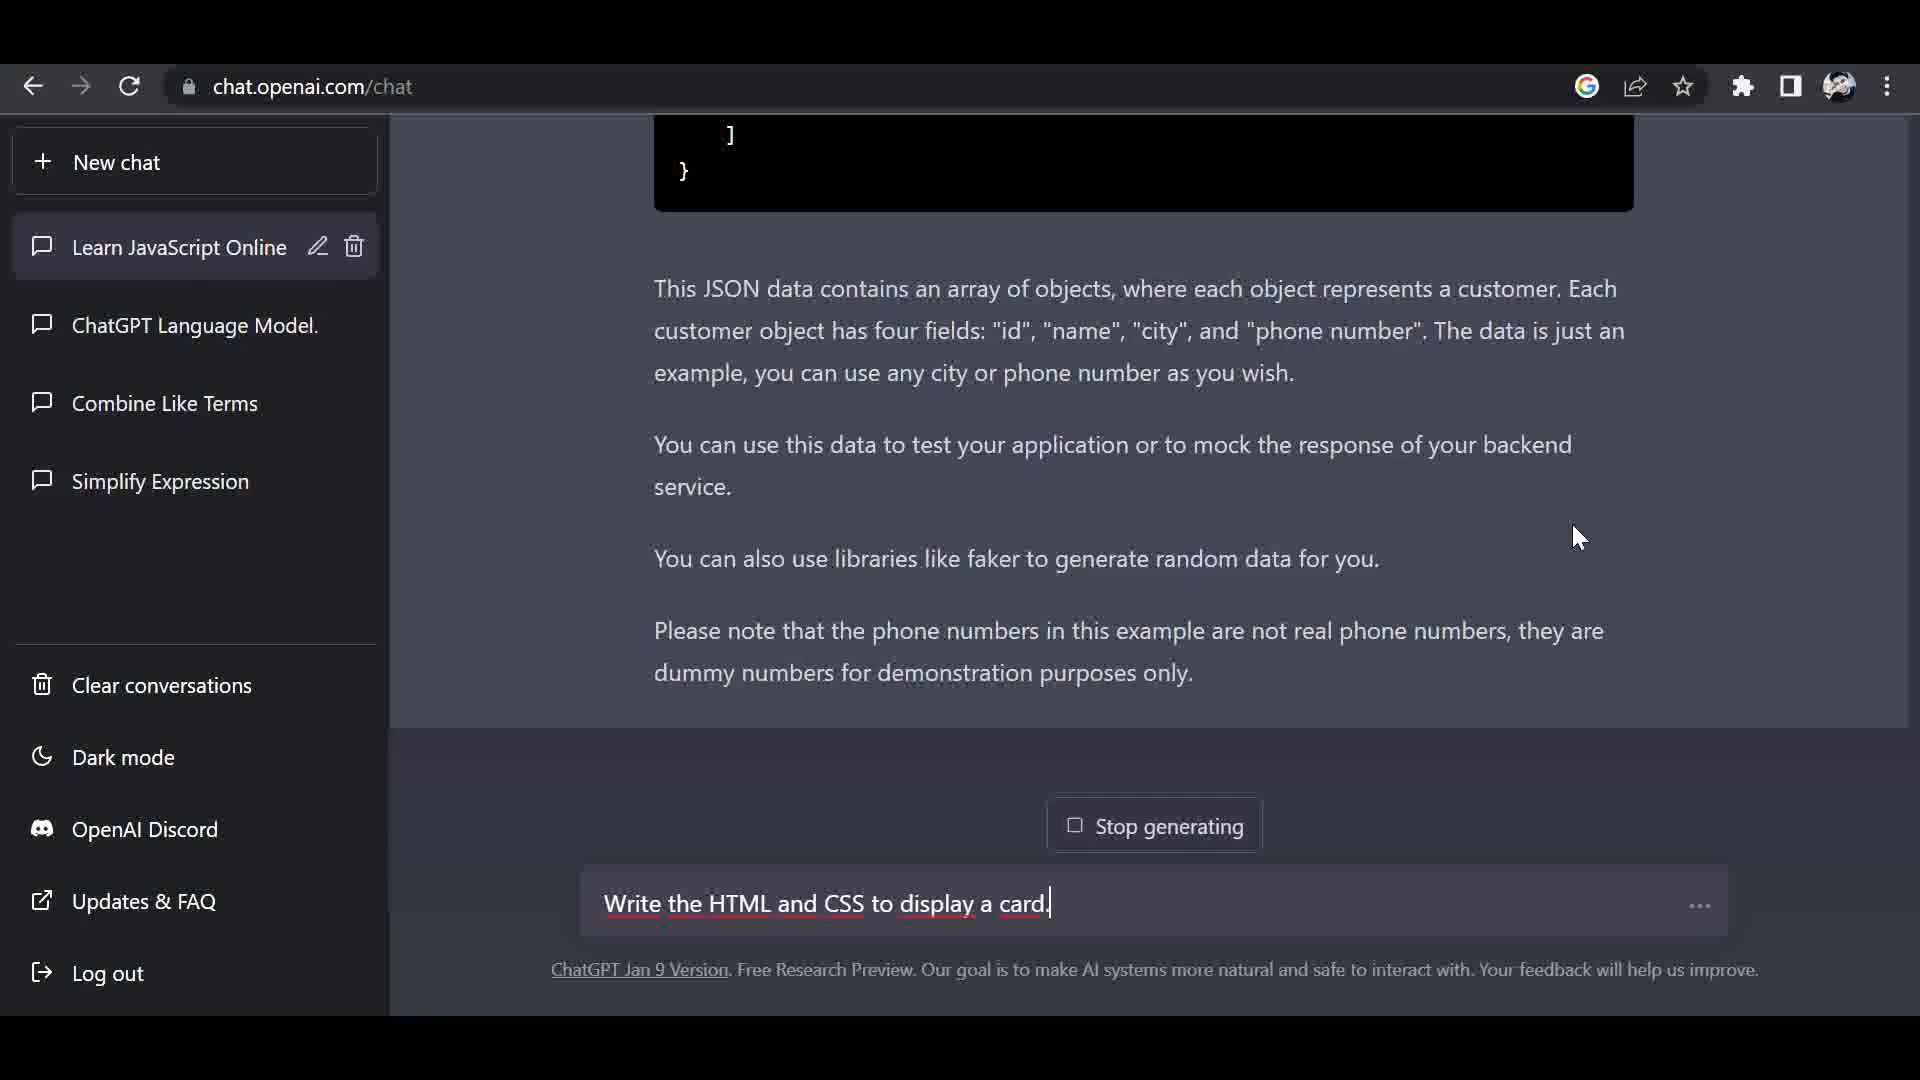 chat.openai.com/chat
New chat
Learn JavaScript Online
ChatGPT Language Model.
Combine Like Terms
Simplify Expression
Clear conversations
Dark mode
OpenAI Discord
Updates & FAQ
Log out
]
}
This JSON data contains an array of objects, where each object represents a customer. Each
customer object has four fields: "id", "name", "city", and "phone number". The data is just an
example, you can use any city or phone number as you wish.
You can use this data to test your application or to mock the response of your backend
service.
You can also use libraries like faker to generate random data for you.
Please note that the phone numbers in this example are not real phone numbers, they are
dummy numbers for demonstration purposes only.
Stop generating
Write the HTML and CSS to display a card.
ChatGPT Jan 9 Version. Free Research Preview. Our goal is to make AI systems more natural and safe to interact with. Your feedback will help us improve.